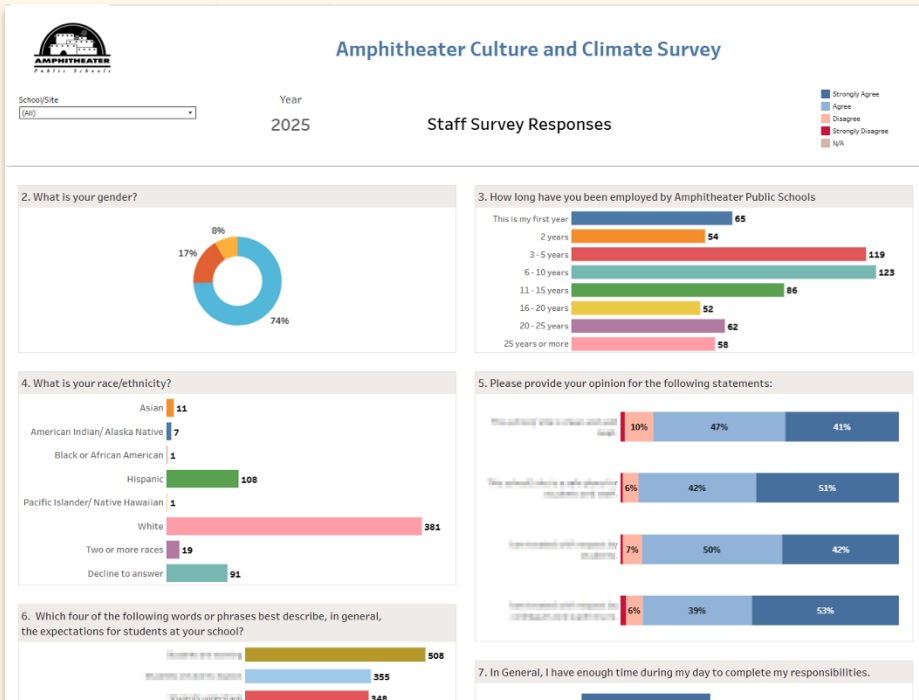 AMPHITHEATER
Public Schools
Amphitheater Culture and Climate Survey
School/Site
(All)
Year
2025
Staff Survey Responses
Strongly Agree
Agree
Disagree
Strongly Disagree
N/A
2. What is your gender?
8%
17%
74%
3. How long have you been employed by Amphitheater Public Schools
This is my first year 65
2 years 54
3 - 5 years 119
6 - 10 years 123
11 - 15 years 86
16 - 20 years 52
20 - 25 years 62
25 years or more 58
4. What is your race/ethnicity?
Asian 11
American Indian/ Alaska Native 7
Black or African American 1
Hispanic 108
Pacific Islander/ Native Hawaiian 1
White 381
Two or more races 19
Decline to answer 91
5. Please provide your opinion for the following statements:
10% 47% 41%
6% 42% 51%
7% 50% 42%
6% 39% 53%
6. Which four of the following words or phrases best describe, in general,
the expectations for students at your school?
508
355
348
7. In General, I have enough time during my day to complete my responsibilities.